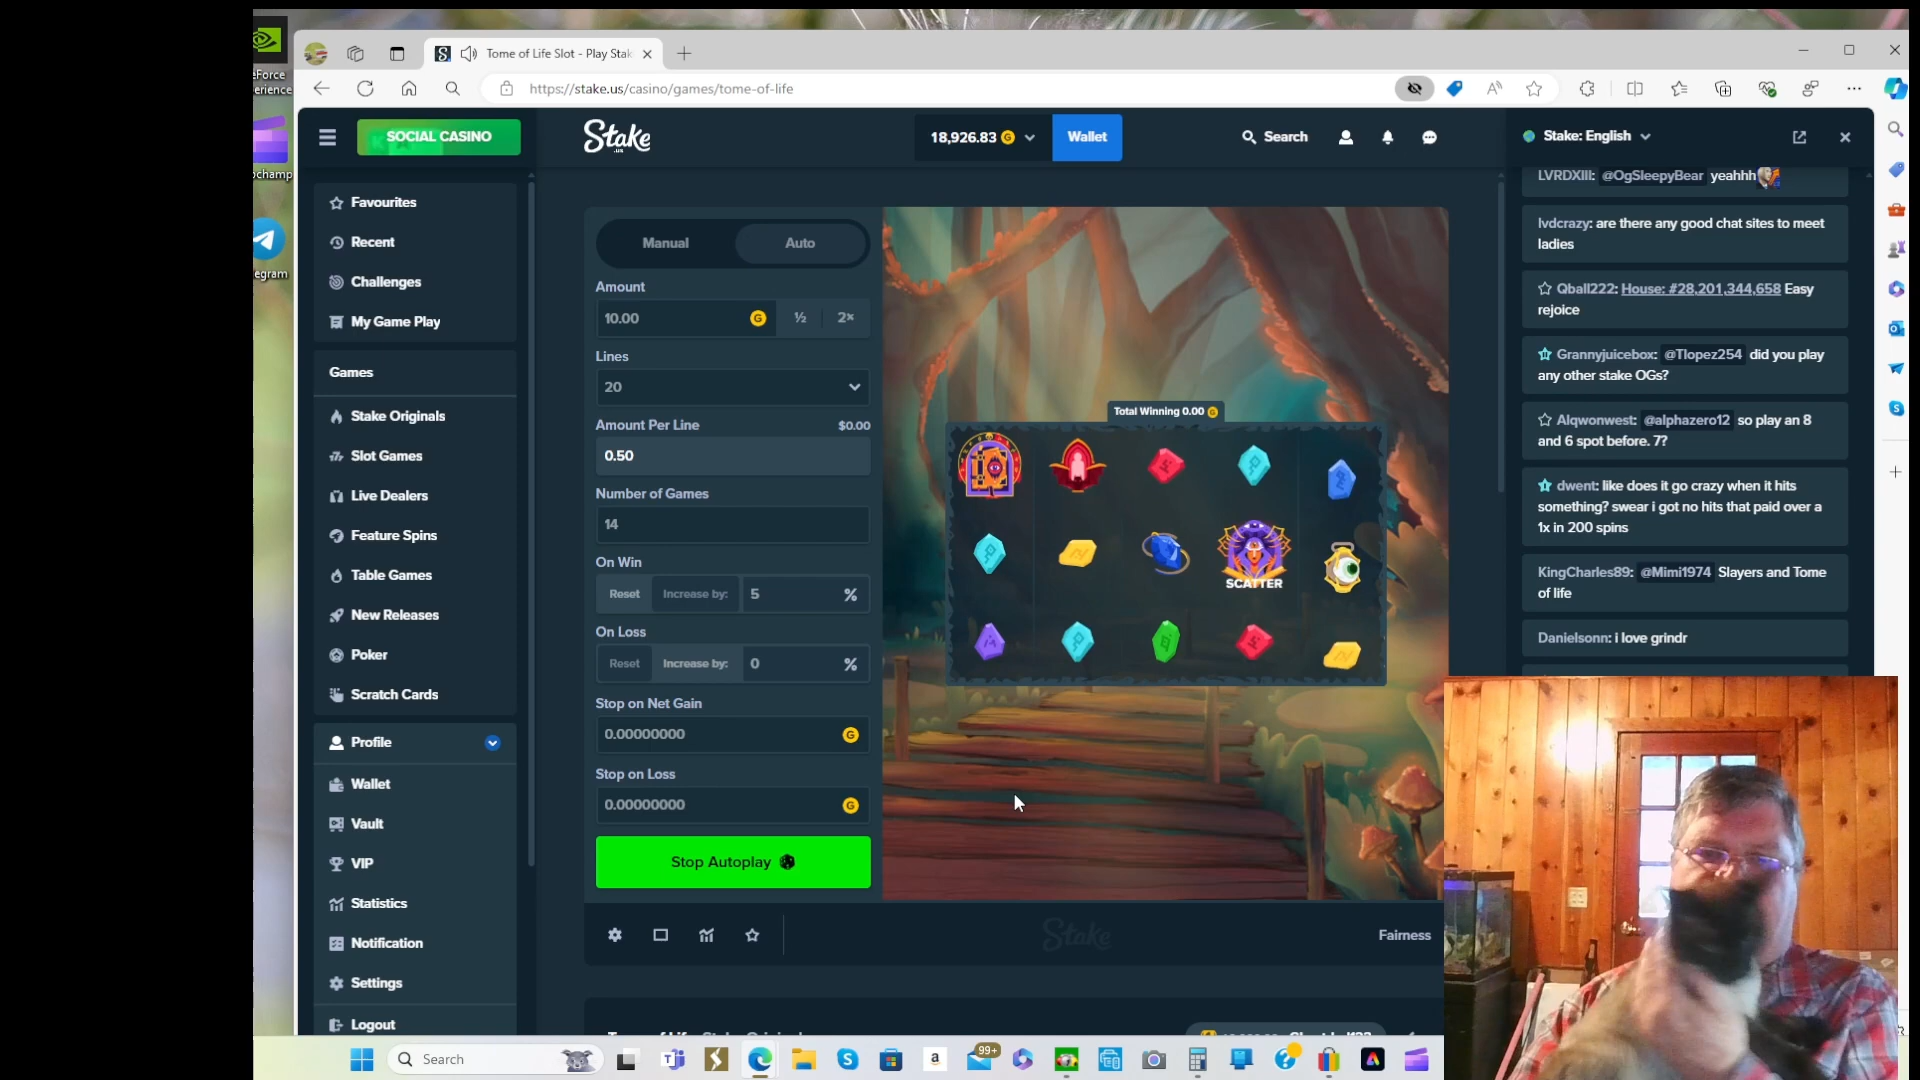 Tome of Life Slot - Play Stak
eForce
erience
https://stake.us/casino/games/tome-of-life
SOCIAL CASINO
Stake
.US
18,926.83
Wallet
Search
Stake: English
ochamp
egram
Favourites
Recent
Challenges
My Game Play
Games
Stake Originals
Slot Games
Live Dealers
Feature Spins
Table Games
New Releases
Poker
Scratch Cards
Profile
Wallet
Vault
VIP
Statistics
Notification
Settings
Logout
Manual
Auto
Amount
10.00
½
2×
Lines
20
Amount Per Line
$0.00
0.50
Number of Games
14
On Win
Reset
Increase by:
5
%
On Loss
Reset
Increase by:
0
%
Stop on Net Gain
0.00000000
Stop on Loss
0.00000000
Stop Autoplay
Total Winning 0.00
SCATTER
Stake
Fairness
LVRDXIII: @OgSleepyBear yeahhh
lvdcrazy: are there any good chat sites to meet
ladies
Qball222: House: #28,201,344,658 Easy
rejoice
Grannyjuicebox: @Tlopez254 did you play
any other stake OGs?
Alqwonwest: @alphazero12 so play an 8
and 6 spot before. 7?
dwent: like does it go crazy when it hits
something? swear i got no hits that paid over a
1x in 200 spins
KingCharles89: @Mimi1974 Slayers and Tome
of life
Danielsonn: i love grindr
Search
99+